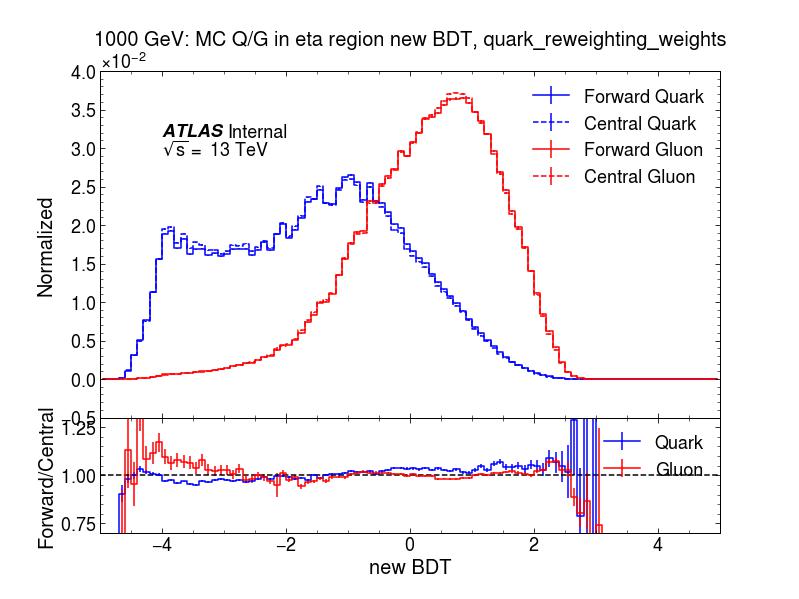 1000 GeV: MC Q/G in eta region new BDT, quark_reweighting_weights
×10⁻²
4.0
3.5
3.0
2.5
2.0
1.5
1.0
0.5
0.0
−0.5
Normalized
ATLAS Internal
√s = 13 TeV
Forward Quark
Central Quark
Forward Gluon
Central Gluon
1.25
1.00
0.75
Forward/Central
Quark
Gluon
−4 −2 0 2 4
new BDT